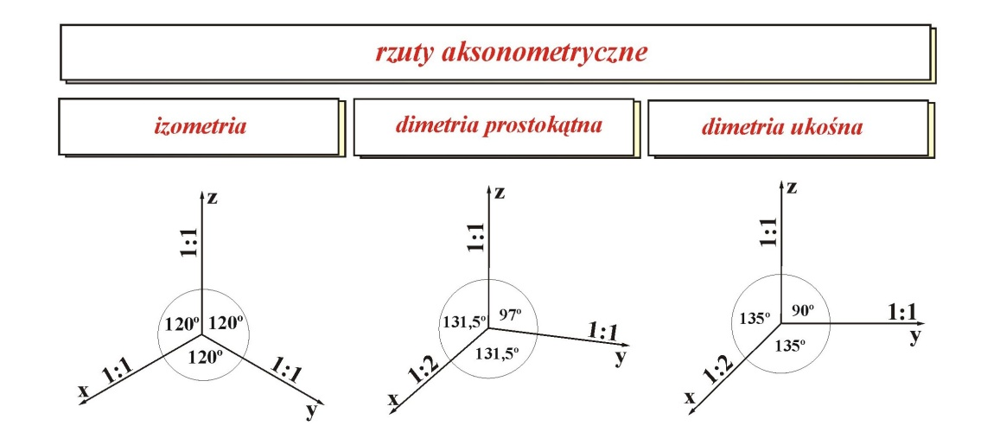 rzuty aksonometryczne
izometria
dimetria prostokątna
dimetria ukośna
z
1:1
120º
120º
120º
1:1
x
1:1
y
z
1:1
131,5º
97º
131,5º
1:1
y
1:2
x
z
1:1
135º
90º
135º
1:1
y
1:2
x